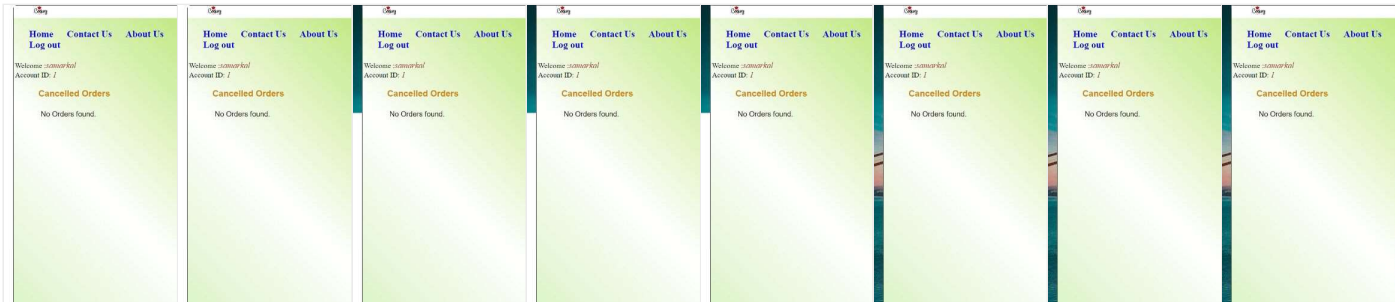 Home Contact Us About Us
Log out
Welcome :samarkal
Account ID: 1
Cancelled Orders
No Orders found.
Home Contact Us About Us
Log out
Welcome :samarkal
Account ID: 1
Cancelled Orders
No Orders found.
Home Contact Us About Us
Log out
Welcome :samarkal
Account ID: 1
Cancelled Orders
No Orders found.
Home Contact Us About Us
Log out
Welcome :samarkal
Account ID: 1
Cancelled Orders
No Orders found.
Home Contact Us About Us
Log out
Welcome :samarkal
Account ID: 1
Cancelled Orders
No Orders found.
Home Contact Us About Us
Log out
Welcome :samarkal
Account ID: 1
Cancelled Orders
No Orders found.
Home Contact Us About Us
Log out
Welcome :samarkal
Account ID: 1
Cancelled Orders
No Orders found.
Home Contact Us About Us
Log out
Welcome :samarkal
Account ID: 1
Cancelled Orders
No Orders found.